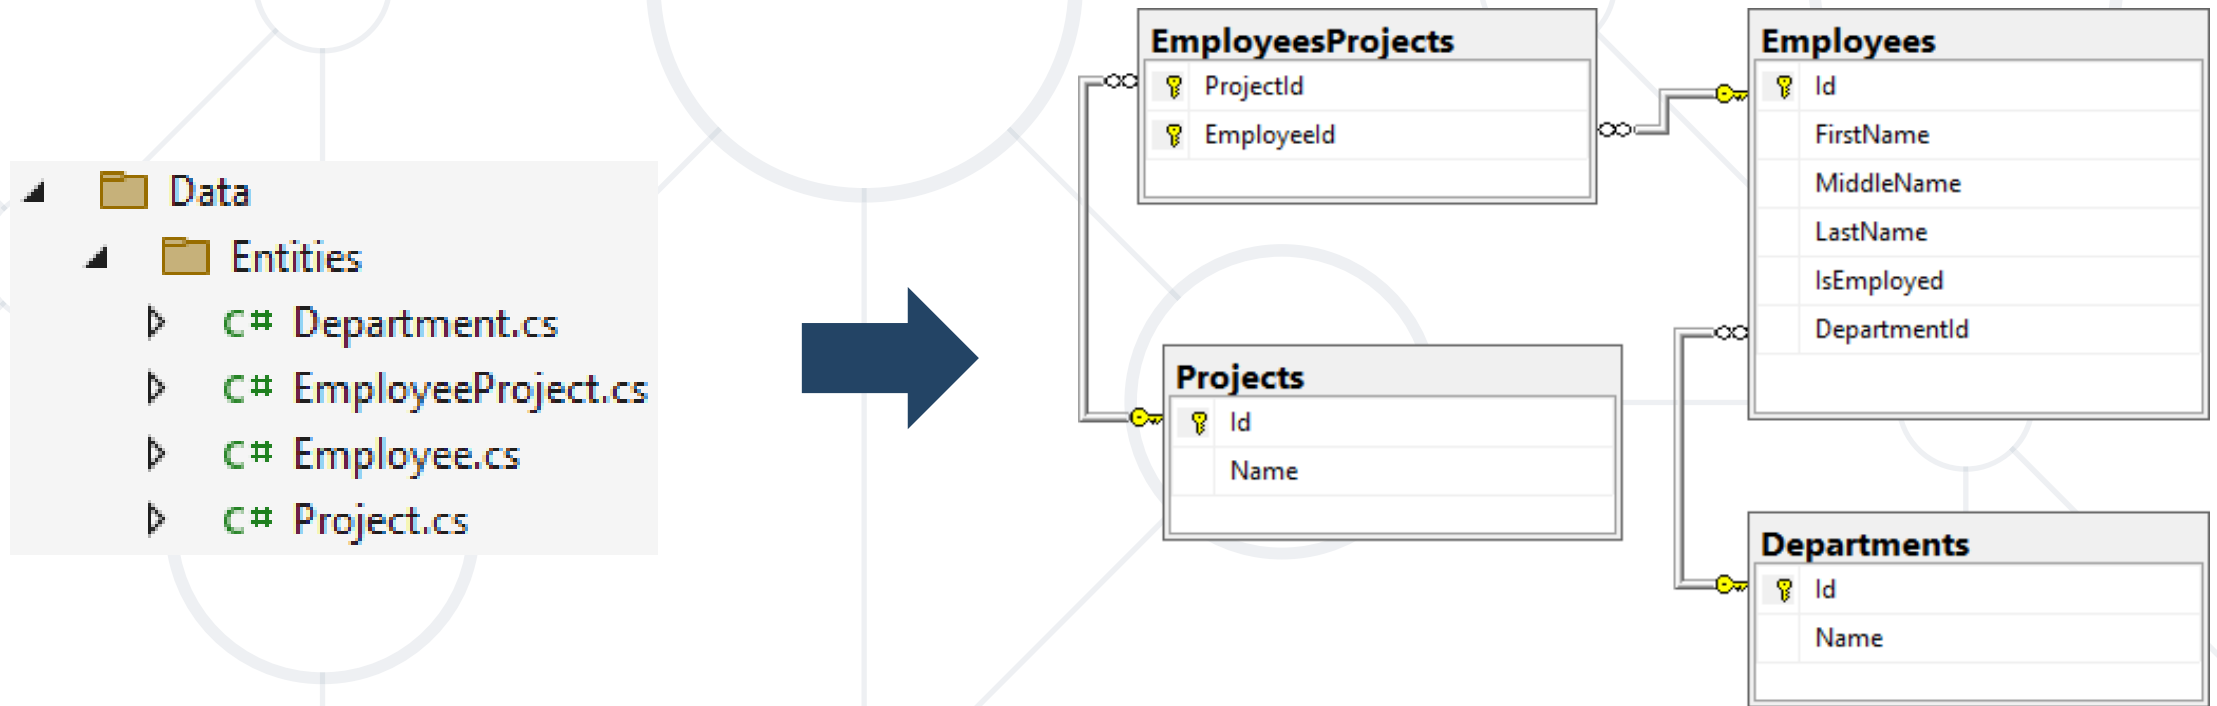 Data
Entities
C# Department.cs
C# EmployeeProject.cs
C# Employee.cs
C# Project.cs
EmployeesProjects
ProjectId
EmployeeId
Projects
Id
Name
Employees
Id
FirstName
MiddleName
LastName
IsEmployed
DepartmentId
Departments
Id
Name